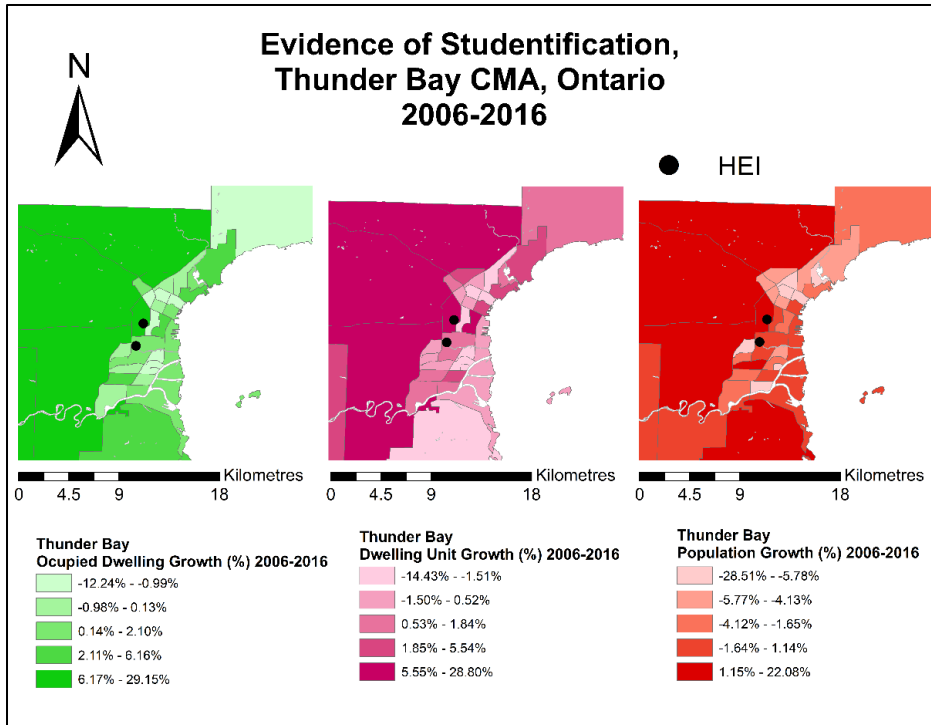 Evidence of Studentification,
Thunder Bay CMA, Ontario
2006-2016
N
HEI
Kilometres
0 4.5 9 18
Kilometres
0 4.5 9 18
Kilometres
0 4.5 9 18
Thunder Bay
Ocupied Dwelling Growth (%) 2006-2016
-12.24% - -0.99%
-0.98% - 0.13%
0.14% - 2.10%
2.11% - 6.16%
6.17% - 29.15%
Thunder Bay
Dwelling Unit Growth (%) 2006-2016
-14.43% - -1.51%
-1.50% - 0.52%
0.53% - 1.84%
1.85% - 5.54%
5.55% - 28.80%
Thunder Bay
Population Growth (%) 2006-2016
-28.51% - -5.78%
-5.77% - -4.13%
-4.12% - -1.65%
-1.64% - 1.14%
1.15% - 22.08%